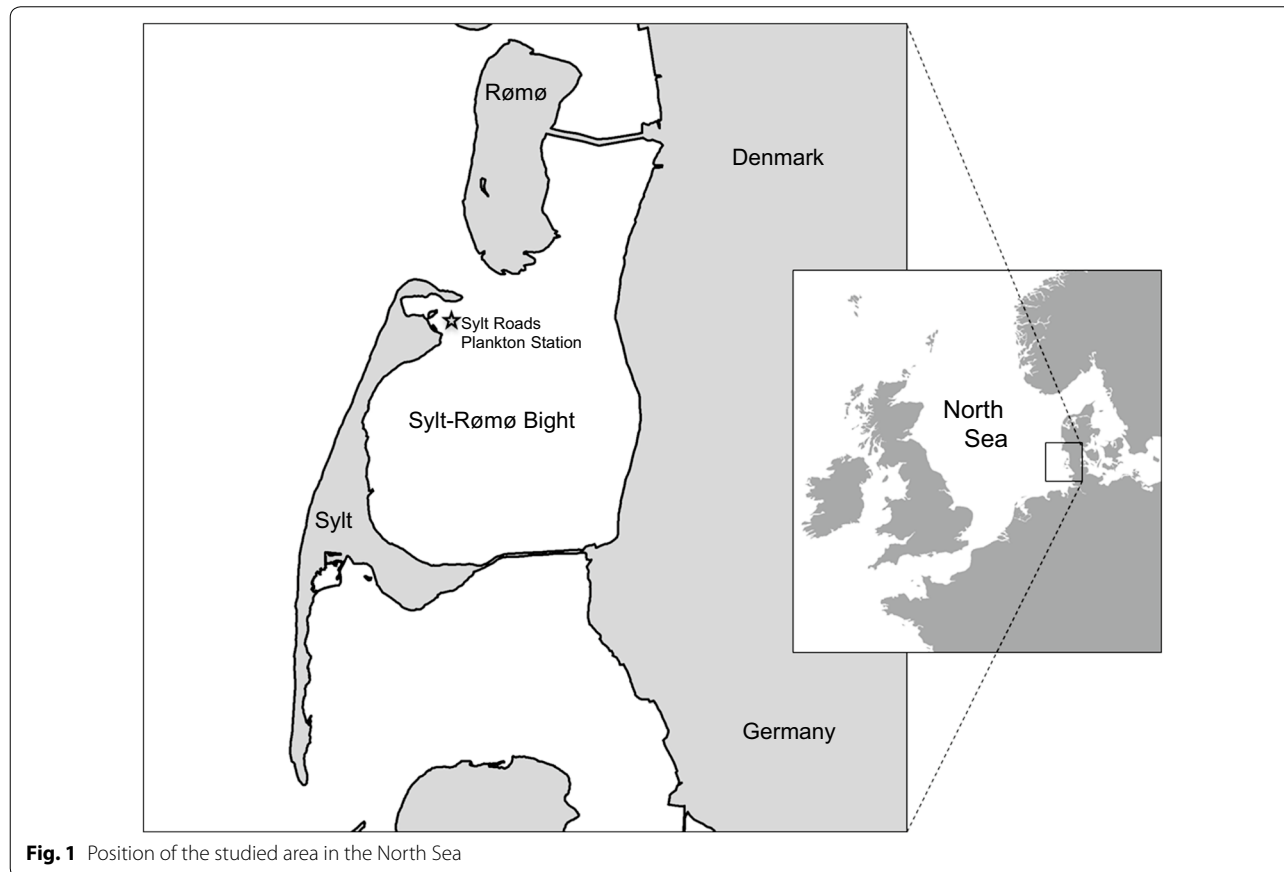 Rømø
Denmark
Sylt Roads
Plankton Station
Sylt-Rømø Bight
North
Sea
Sylt
Germany
Fig. 1 Position of the studied area in the North Sea